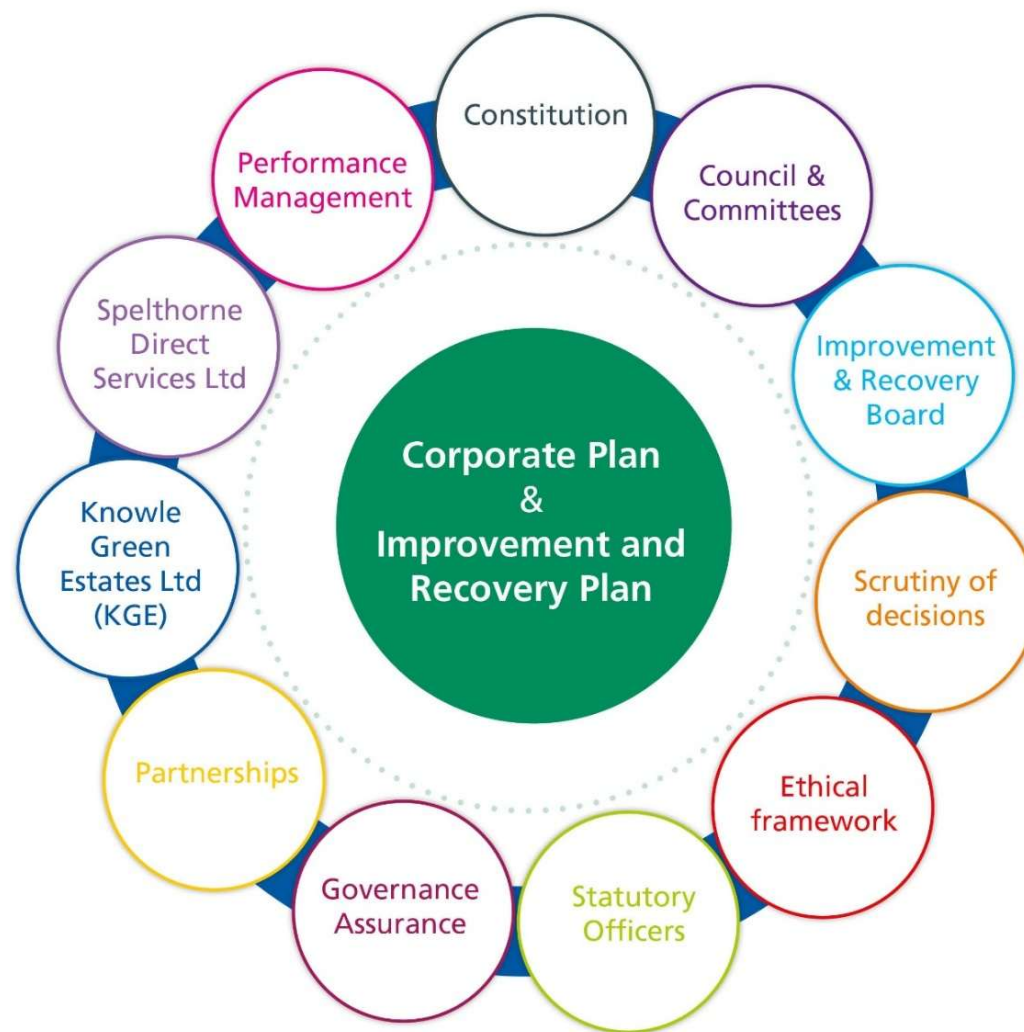 Constitution
Council &
Committees
Improvement
& Recovery
Board
Scrutiny of
decisions
Ethical
framework
Statutory
Officers
Governance
Assurance
Partnerships
Knowle
Green
Estates Ltd
(KGE)
Spelthorne
Direct
Services Ltd
Performance
Management
Corporate Plan
&
Improvement and
Recovery Plan